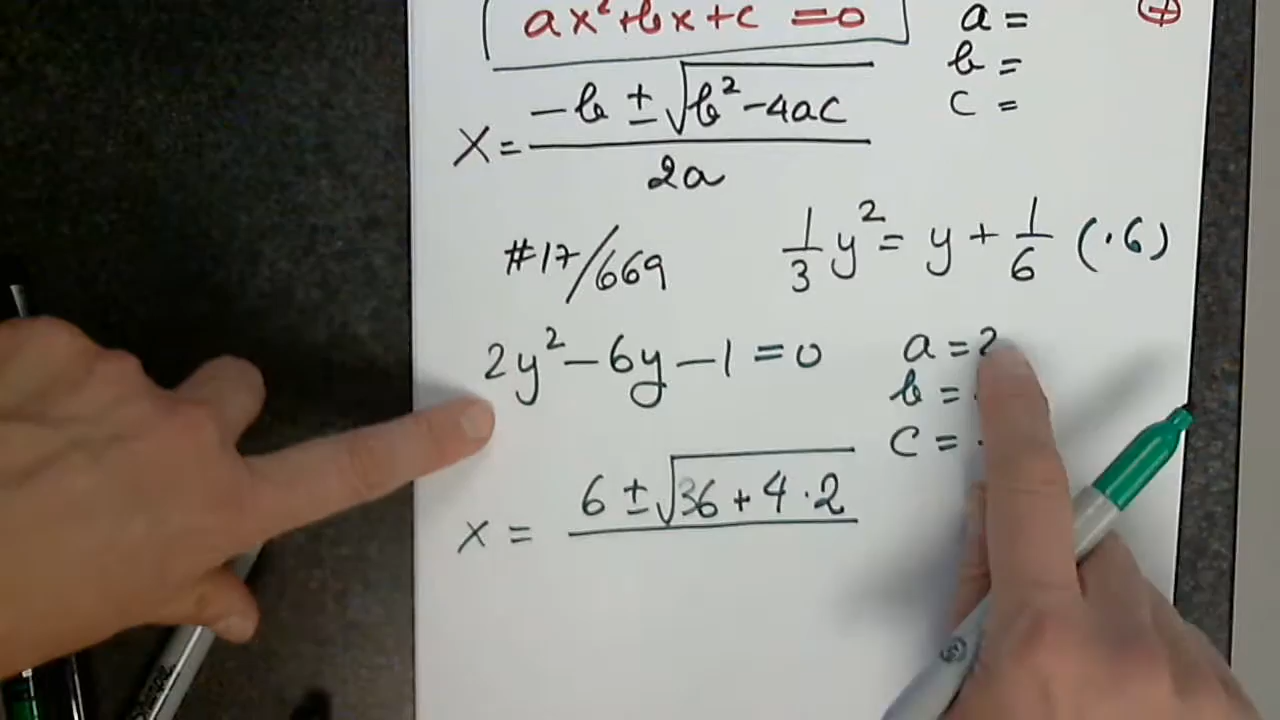 ax²+bx+c =0
a =
b =
c =
+
x = (-b ± √(b²-4ac))/(2a)
#17/669
1/3 y² = y + 1/6 (·6)
2y² - 6y - 1 = 0
a = 2
b =
c =
x = 6 ± √(36 + 4·2)
Sharpie